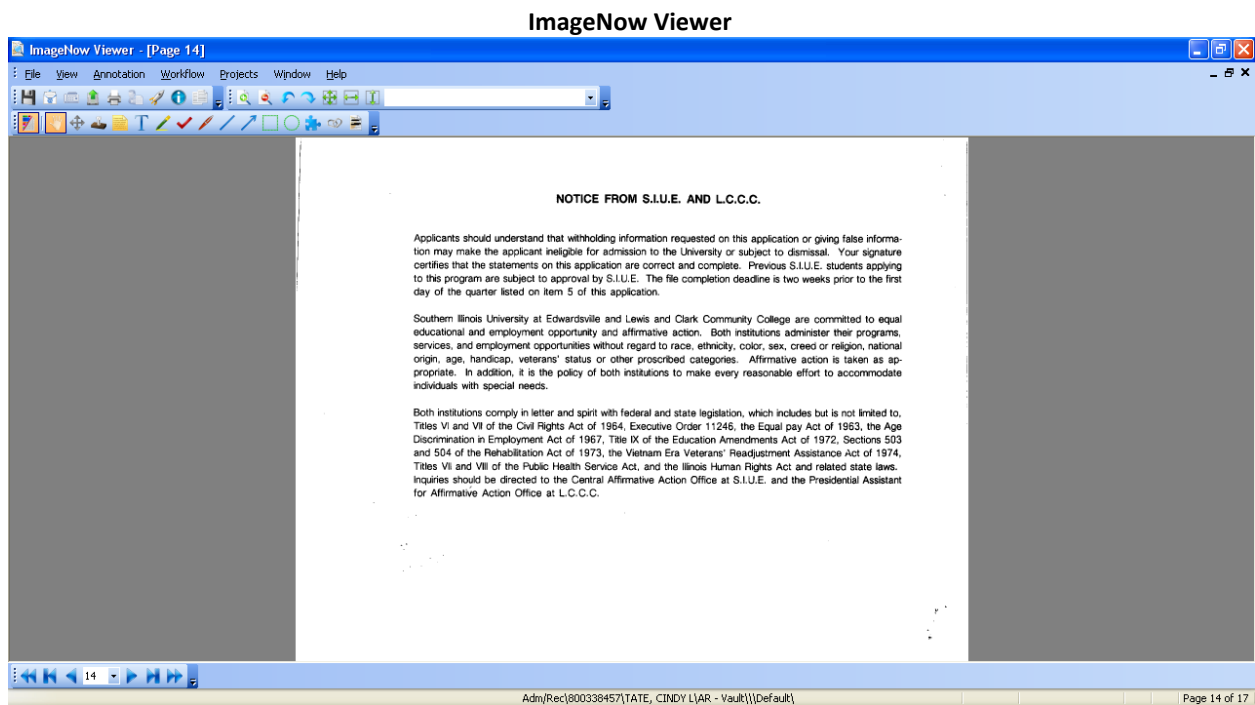 ImageNow Viewer
ImageNow Viewer - [Page 14]
File View Annotation Workflow Projects Window Help
NOTICE FROM S.I.U.E. AND L.C.C.C.
Applicants should understand that withholding information requested on this application or giving false informa-
tion may make the applicant ineligible for admission to the University or subject to dismissal. Your signature
certifies that the statements on this application are correct and complete. Previous S.I.U.E. students applying
to this program are subject to approval by S.I.U.E. The file completion deadline is two weeks prior to the first
day of the quarter listed on item 5 of this application.
Southern Illinois University at Edwardsville and Lewis and Clark Community College are committed to equal
educational and employment opportunity and affirmative action. Both institutions administer their programs,
services, and employment opportunities without regard to race, ethnicity, color, sex, creed or religion, national
origin, age, handicap, veterans' status or other proscribed categories. Affirmative action is taken as ap-
propriate. In addition, it is the policy of both institutions to make every reasonable effort to accommodate
individuals with special needs.
Both institutions comply in letter and spirit with federal and state legislation, which includes but is not limited to,
Titles VI and VII of the Civil Rights Act of 1964, Executive Order 11246, the Equal pay Act of 1963, the Age
Discrimination in Employment Act of 1967, Title IX of the Education Amendments Act of 1972, Sections 503
and 504 of the Rehabilitation Act of 1973, the Vietnam Era Veterans' Readjustment Assistance Act of 1974,
Titles VII and VIII of the Public Health Service Act, and the Illinois Human Rights Act and related state laws.
Inquiries should be directed to the Central Affirmative Action Office at S.I.U.E. and the Presidential Assistant
for Affirmative Action Office at L.C.C.C.
14
Adm/Rec\800338457\TATE, CINDY L\AR - Vault\\\Default\
Page 14 of 17